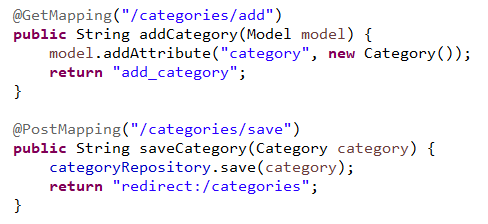 @GetMapping("/categories/add")
public String addCategory(Model model) {
    model.addAttribute("category", new Category());
    return "add_category";
}

@PostMapping("/categories/save")
public String saveCategory(Category category) {
    categoryRepository.save(category);
    return "redirect:/categories";
}